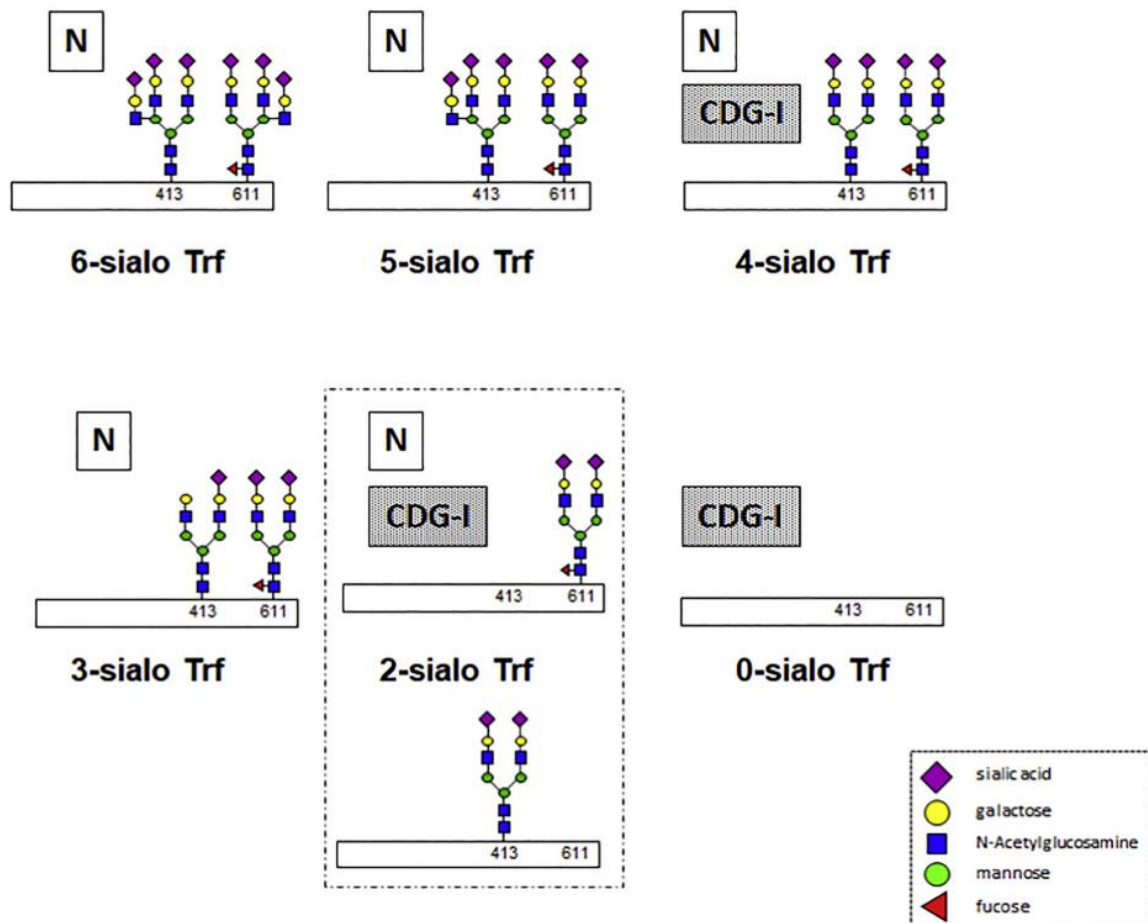 N
N
N
CDG-I
413 611
413 611
413 611
6-sialo Trf
5-sialo Trf
4-sialo Trf
N
N
CDG-I
CDG-I
413 611
413 611
413 611
3-sialo Trf
2-sialo Trf
0-sialo Trf
413 611
sialic acid
galactose
N-Acetylglucosamine
mannose
fucose